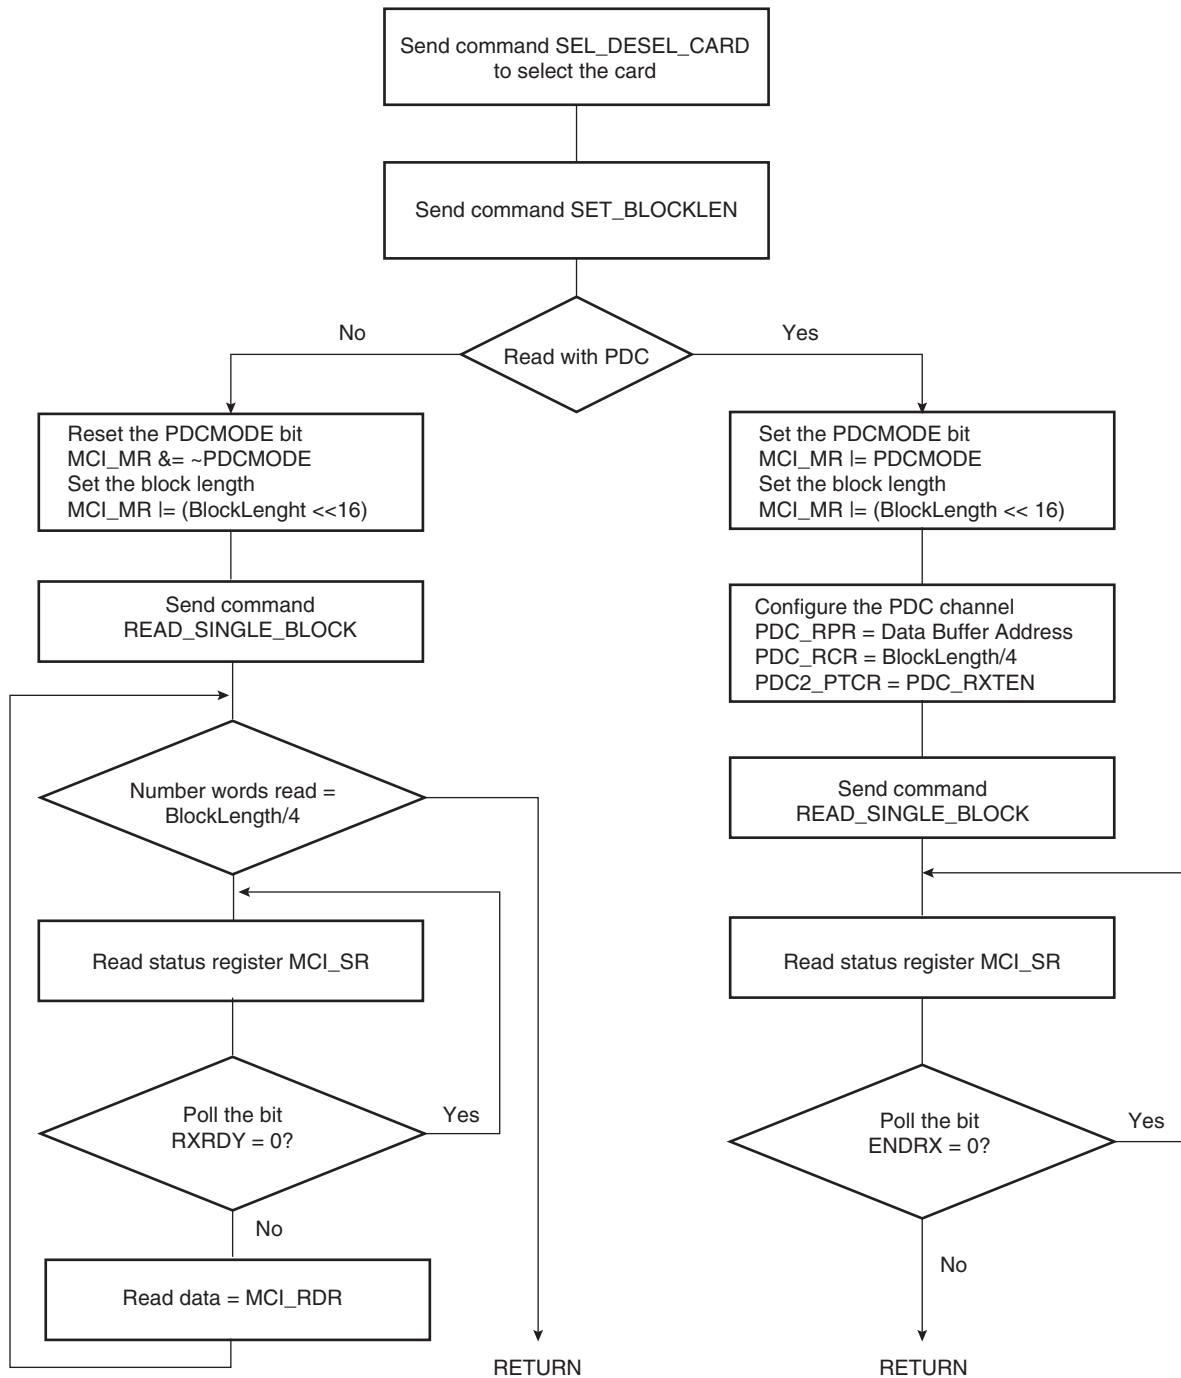 Send command SEL_DESEL_CARD
to select the card
Send command SET_BLOCKLEN
Read with PDC
No
Yes
Reset the PDCMODE bit
MCI_MR &= ~PDCMODE
Set the block length
MCI_MR |= (BlockLenght <<16)
Send command
READ_SINGLE_BLOCK
Number words read =
BlockLength/4
Read status register MCI_SR
Poll the bit
RXRDY = 0?
Yes
No
Read data = MCI_RDR
RETURN
Set the PDCMODE bit
MCI_MR |= PDCMODE
Set the block length
MCI_MR |= (BlockLength << 16)
Configure the PDC channel
PDC_RPR = Data Buffer Address
PDC_RCR = BlockLength/4
PDC2_PTCR = PDC_RXTEN
Send command
READ_SINGLE_BLOCK
Read status register MCI_SR
Poll the bit
ENDRX = 0?
Yes
No
RETURN